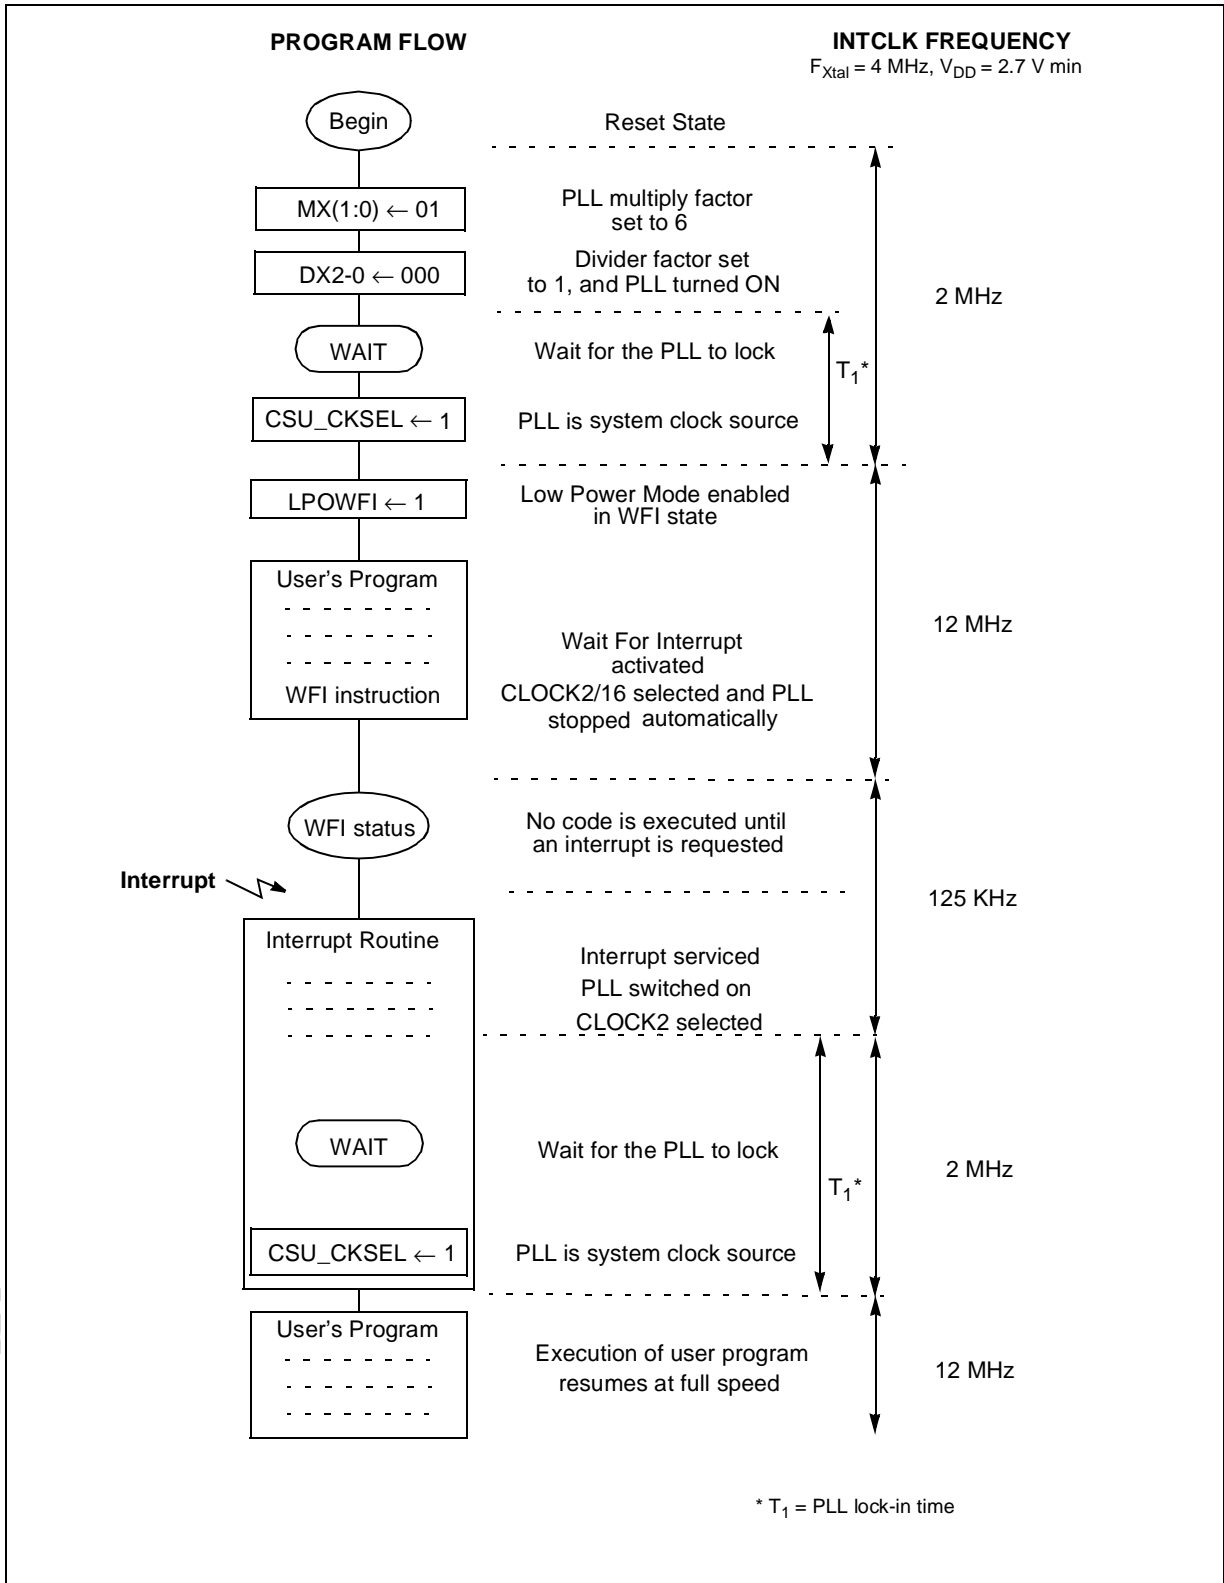 PROGRAM FLOW
INTCLK FREQUENCY
F_Xtal = 4 MHz, V_DD = 2.7 V min
Begin
Reset State
MX(1:0) ← 01
PLL multiply factor
set to 6
DX2-0 ← 000
Divider factor set
to 1, and PLL turned ON
2 MHz
WAIT
Wait for the PLL to lock
T_1*
CSU_CKSEL ← 1
PLL is system clock source
LPOWFI ← 1
Low Power Mode enabled
in WFI state
User's Program
WFI instruction
Wait For Interrupt
activated
CLOCK2/16 selected and PLL
stopped automatically
12 MHz
WFI status
No code is executed until
an interrupt is requested
Interrupt
125 KHz
Interrupt Routine
Interrupt serviced
PLL switched on
CLOCK2 selected
WAIT
Wait for the PLL to lock
T_1*
2 MHz
CSU_CKSEL ← 1
PLL is system clock source
User's Program
Execution of user program
resumes at full speed
12 MHz
* T_1 = PLL lock-in time